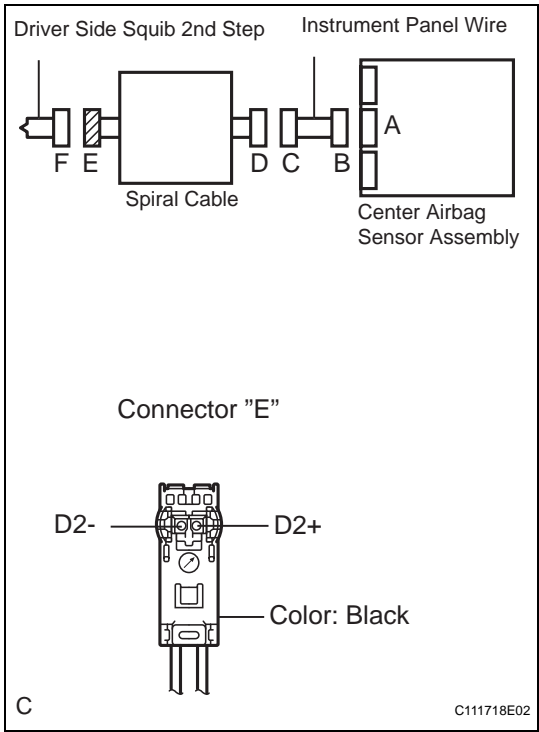 Driver Side Squib 2nd Step
Instrument Panel Wire
F
E
D
C
B
A
Spiral Cable
Center Airbag
Sensor Assembly
Connector ”E”
D2-
D2+
Color: Black
C
C111718E02